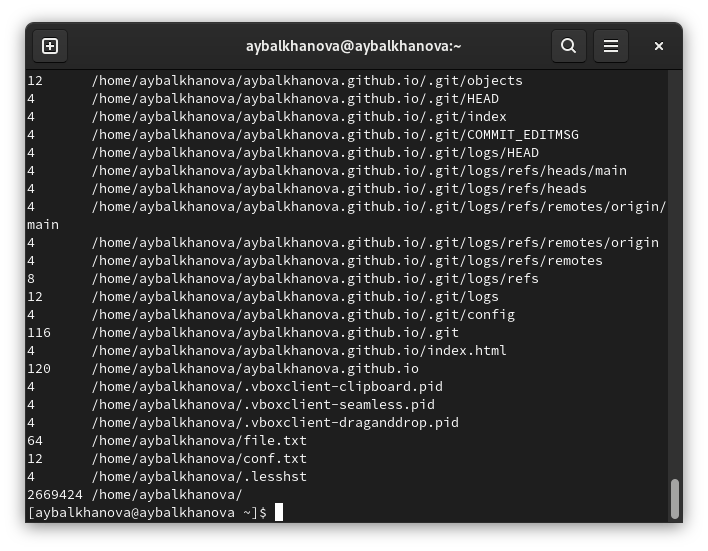 aybalkhanova@aybalkhanova:~
12 /home/aybalkhanova/aybalkhanova.github.io/.git/objects
4 /home/aybalkhanova/aybalkhanova.github.io/.git/HEAD
4 /home/aybalkhanova/aybalkhanova.github.io/.git/index
4 /home/aybalkhanova/aybalkhanova.github.io/.git/COMMIT_EDITMSG
4 /home/aybalkhanova/aybalkhanova.github.io/.git/logs/HEAD
4 /home/aybalkhanova/aybalkhanova.github.io/.git/logs/refs/heads/main
4 /home/aybalkhanova/aybalkhanova.github.io/.git/logs/refs/heads
4 /home/aybalkhanova/aybalkhanova.github.io/.git/logs/refs/remotes/origin/
main
4 /home/aybalkhanova/aybalkhanova.github.io/.git/logs/refs/remotes/origin
4 /home/aybalkhanova/aybalkhanova.github.io/.git/logs/refs/remotes
8 /home/aybalkhanova/aybalkhanova.github.io/.git/logs/refs
12 /home/aybalkhanova/aybalkhanova.github.io/.git/logs
4 /home/aybalkhanova/aybalkhanova.github.io/.git/config
116 /home/aybalkhanova/aybalkhanova.github.io/.git
4 /home/aybalkhanova/aybalkhanova.github.io/index.html
120 /home/aybalkhanova/aybalkhanova.github.io
4 /home/aybalkhanova/.vboxclient-clipboard.pid
4 /home/aybalkhanova/.vboxclient-seamless.pid
4 /home/aybalkhanova/.vboxclient-draganddrop.pid
64 /home/aybalkhanova/file.txt
12 /home/aybalkhanova/conf.txt
4 /home/aybalkhanova/.lesshst
2669424 /home/aybalkhanova/
[aybalkhanova@aybalkhanova ~]$